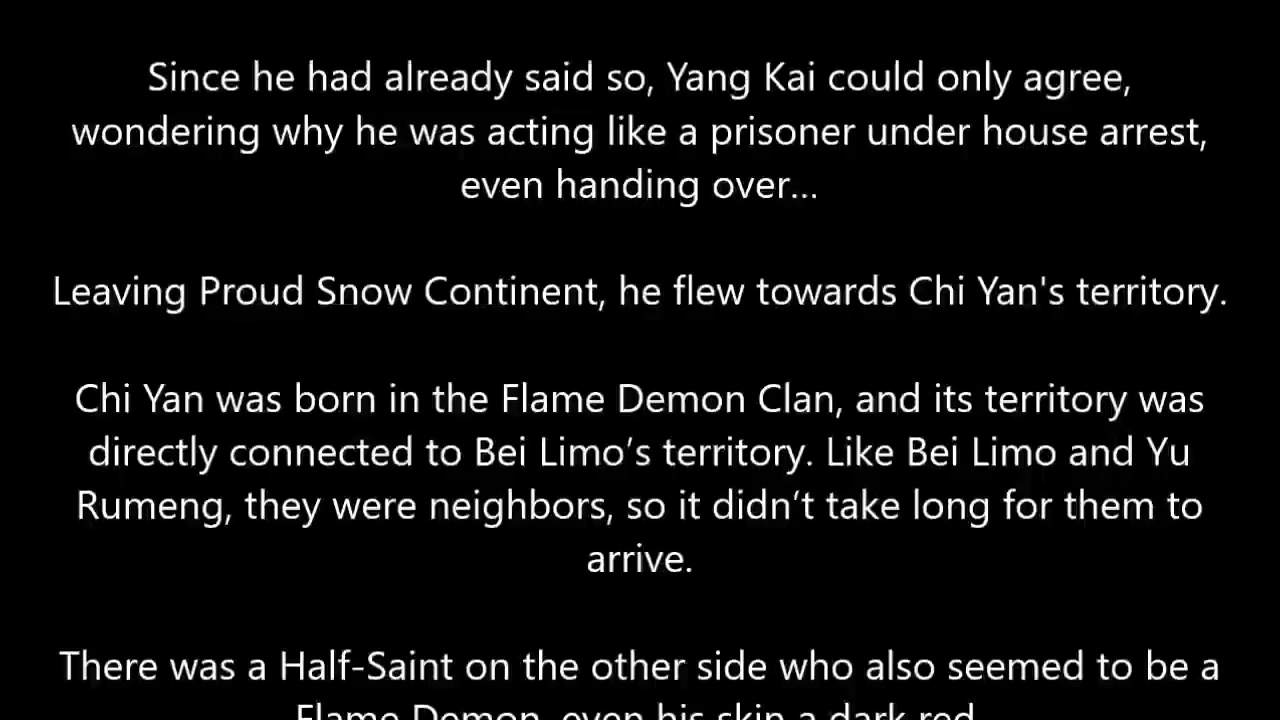 Since he had already said so, Yang Kai could only agree,
wondering why he was acting like a prisoner under house arrest,
even handing over...
Leaving Proud Snow Continent, he flew towards Chi Yan's territory.
Chi Yan was born in the Flame Demon Clan, and its territory was
directly connected to Bei Limo’s territory. Like Bei Limo and Yu
Rumeng, they were neighbors, so it didn’t take long for them to
arrive.
There was a Half-Saint on the other side who also seemed to be a
Flame Demon, even his skin a dark red